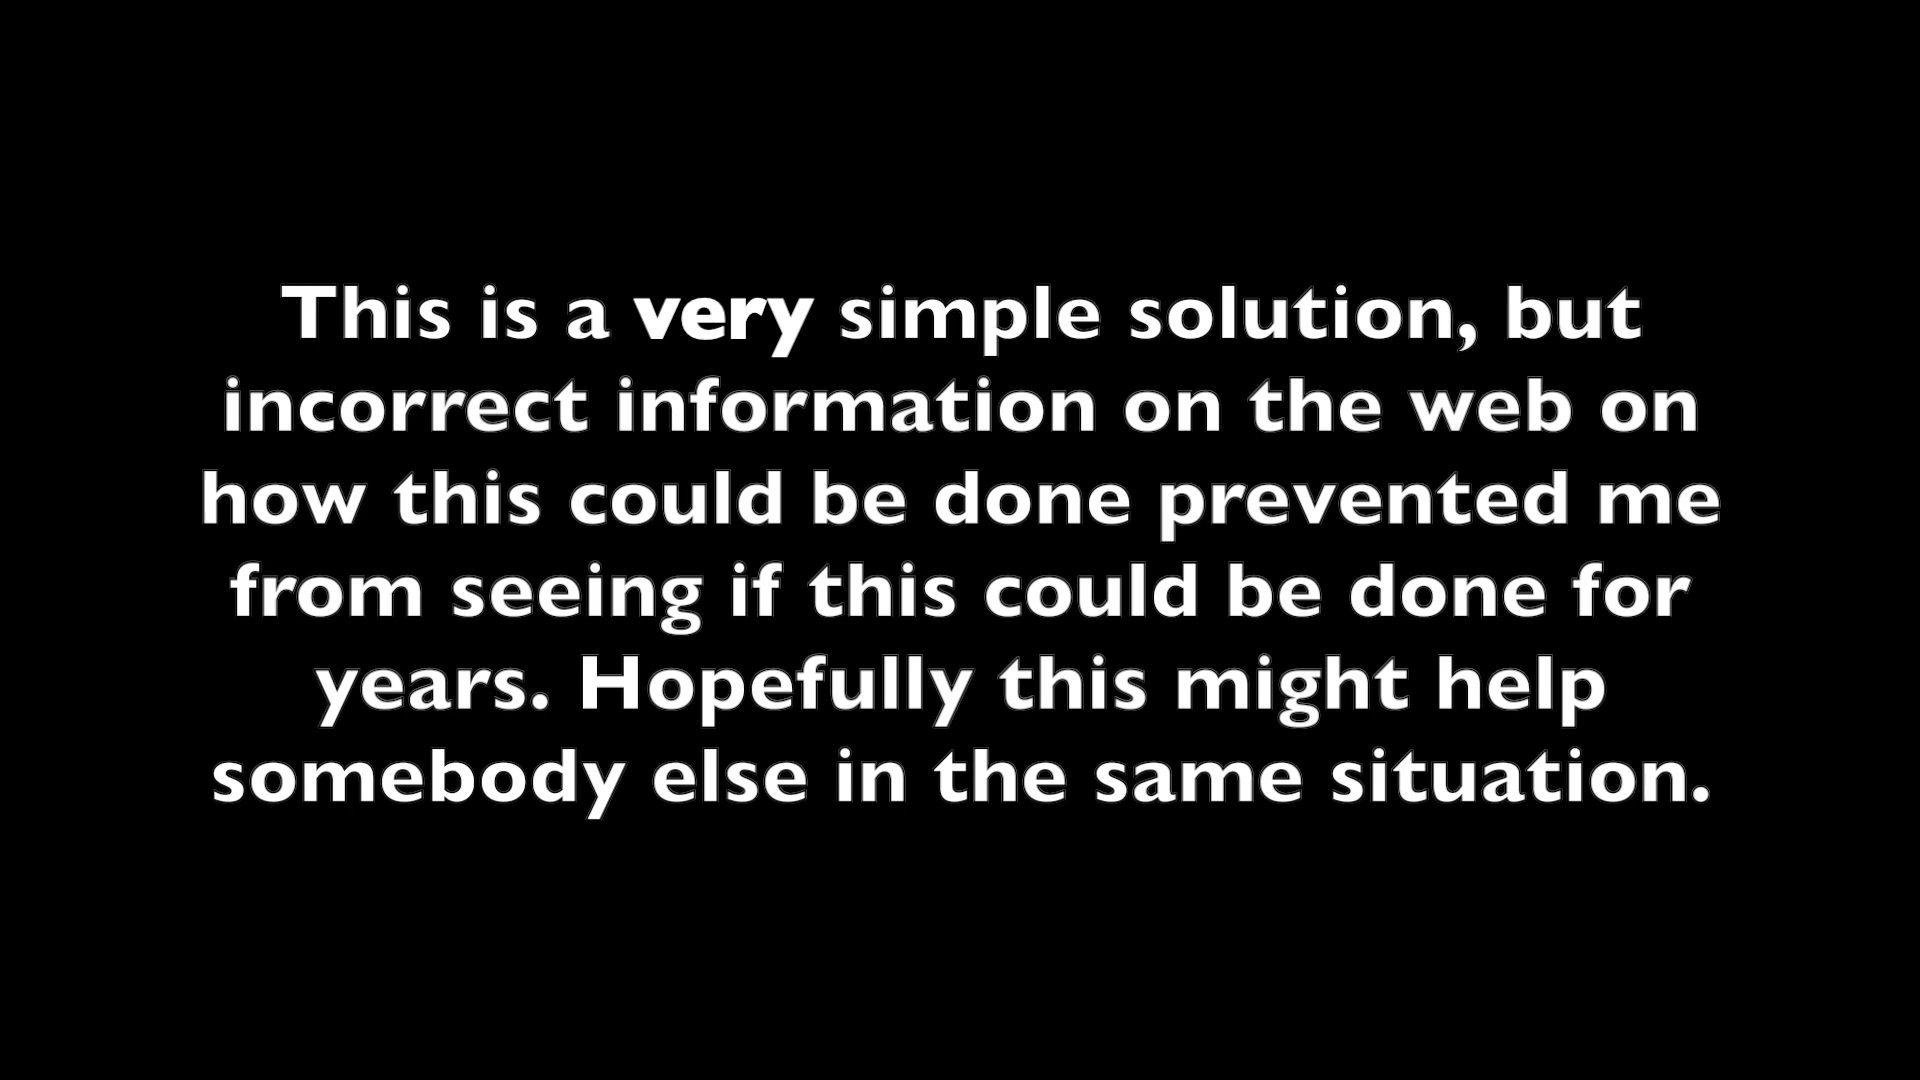 This is a very simple solution, but
incorrect information on the web on
how this could be done prevented me
from seeing if this could be done for
years. Hopefully this might help
somebody else in the same situation.